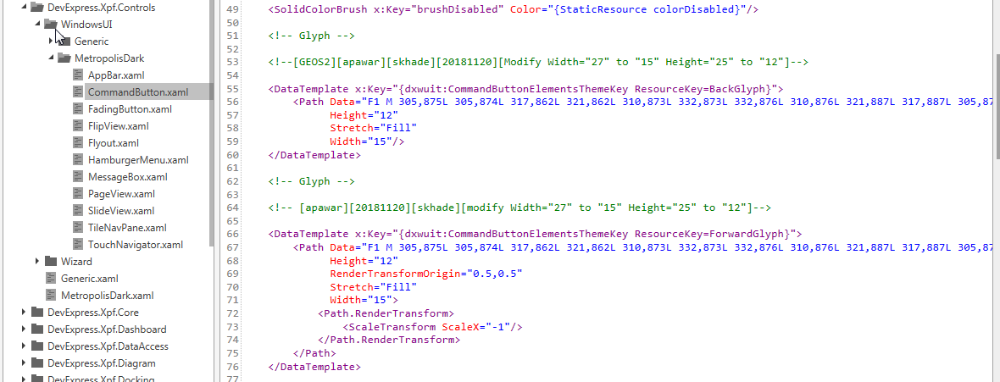 DevExpress.Xpf.Controls
WindowsUI
Generic
MetropolisDark
AppBar.xaml
CommandButton.xaml
FadingButton.xaml
FlipView.xaml
Flyout.xaml
HamburgerMenu.xaml
MessageBox.xaml
PageView.xaml
SlideView.xaml
TileNavPane.xaml
TouchNavigator.xaml
Wizard
Generic.xaml
MetropolisDark.xaml
DevExpress.Xpf.Core
DevExpress.Xpf.Dashboard
DevExpress.Xpf.DataAccess
DevExpress.Xpf.Diagram
DevExpress.Xpf.Docking
49 <SolidColorBrush x:Key="brushDisabled" Color="{StaticResource colorDisabled}"/>
50
51 <!-- Glyph -->
52
53 <!--[GEOS2][apawar][skhade][20181120][Modify Width="27" to "15" Height="25" to "12"]-->
54
55 <DataTemplate x:Key="{dxwuit:CommandButtonElementsThemeKey ResourceKey=BackGlyph}">
56 <Path Data="F1 M 305,875L 305,874L 317,862L 321,862L 310,873L 332,873L 332,876L 310,876L 321,887L 317,887L 305,87
57 Height="12"
58 Stretch="Fill"
59 Width="15"/>
60 </DataTemplate>
61
62 <!-- Glyph -->
63
64 <!-- [apawar][20181120][skhade][modify Width="27" to "15" Height="25" to "12"]-->
65
66 <DataTemplate x:Key="{dxwuit:CommandButtonElementsThemeKey ResourceKey=ForwardGlyph}">
67 <Path Data="F1 M 305,875L 305,874L 317,862L 321,862L 310,873L 332,873L 332,876L 310,876L 321,887L 317,887L 305,87
68 Height="12"
69 RenderTransformOrigin="0.5,0.5"
70 Stretch="Fill"
71 Width="15">
72 <Path.RenderTransform>
73 <ScaleTransform ScaleX="-1"/>
74 </Path.RenderTransform>
75 </Path>
76 </DataTemplate>
77